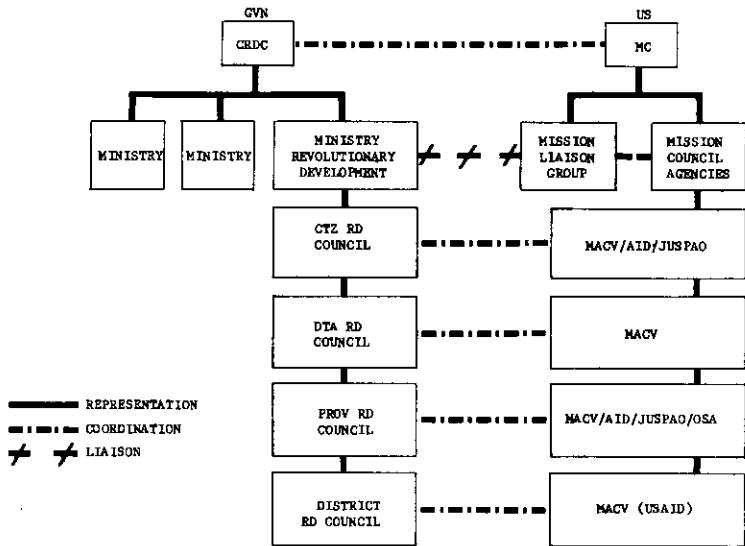 GVN
US
CRDC
MC
MINISTRY
MINISTRY
MINISTRY
REVOLUTIONARY
DEVELOPMENT
MISSION
LIAISON
GROUP
MISSION
COUNCIL
AGENCIES
CTZ RD
COUNCIL
MACV/AID/JUSPAO
DTA RD
COUNCIL
MACV
PROV RD
COUNCIL
MACV/AID/JUSPAO/OSA
DISTRICT
RD COUNCIL
MACV (USAID)
REPRESENTATION
COORDINATION
LIAISON